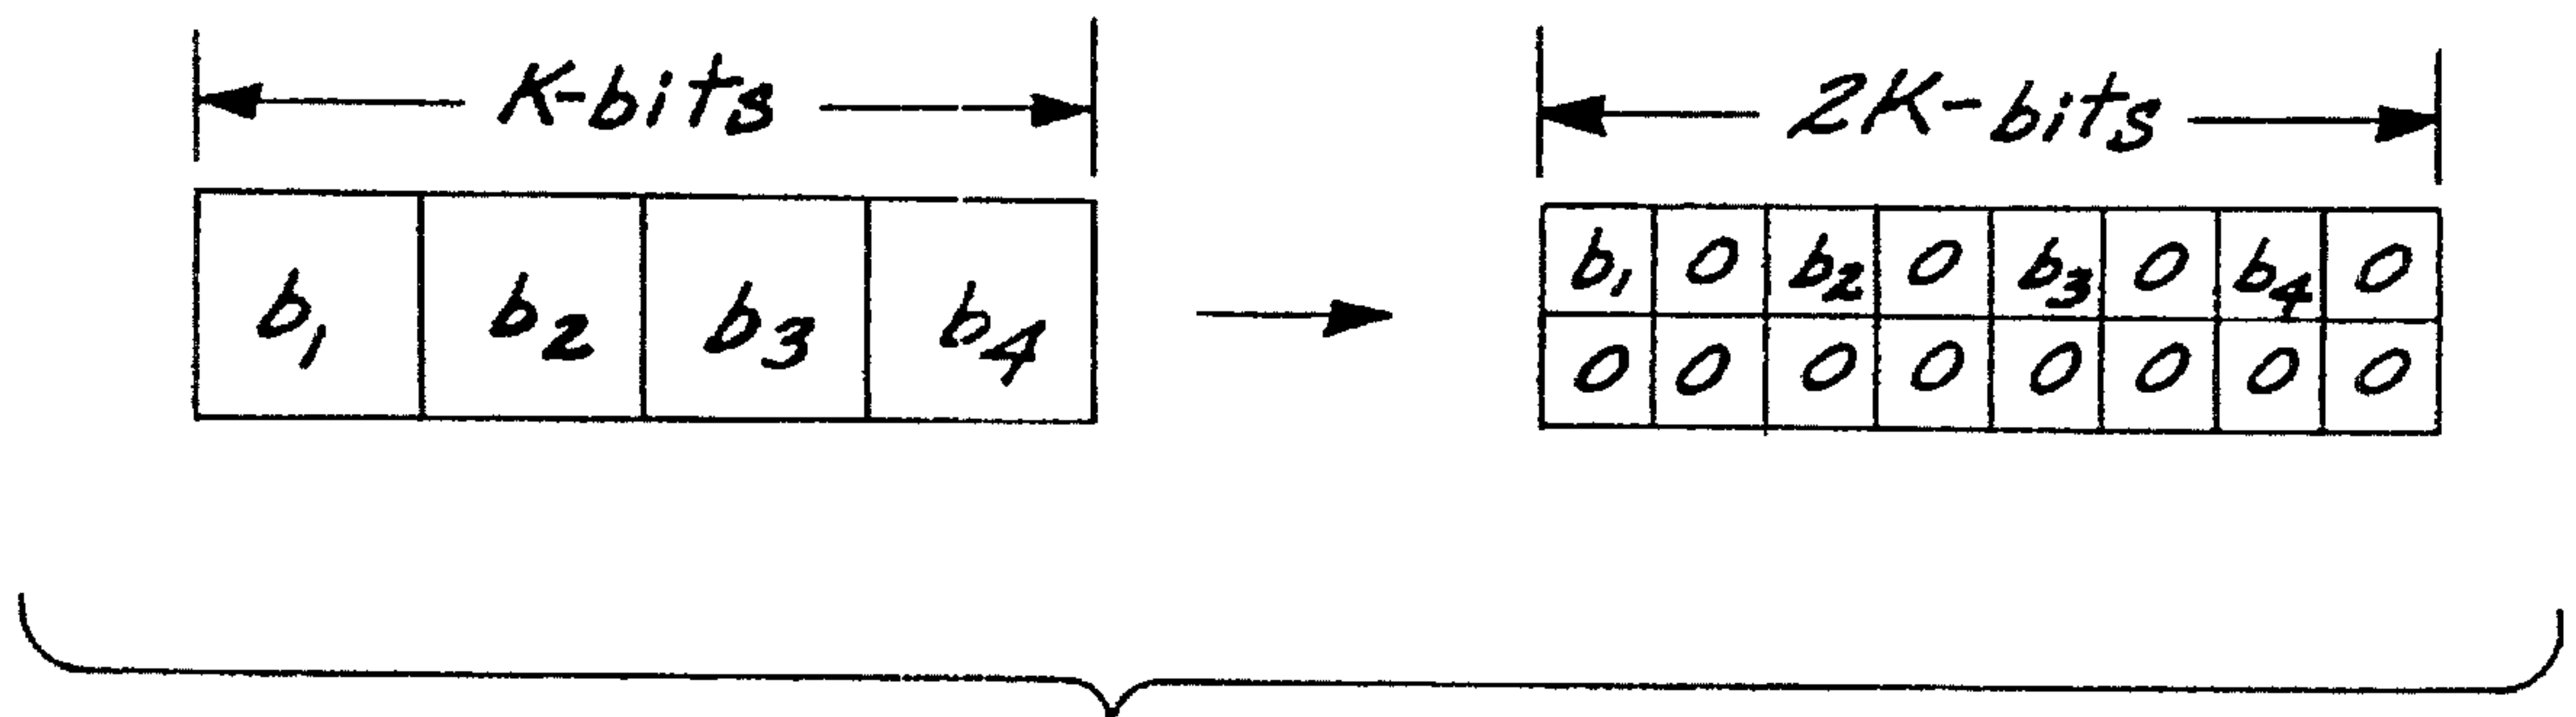 K-bits
2K-bits
b₁ b₂ b₃ b₄
b₁ 0 b₂ 0 b₃ 0 b₄ 0
0 0 0 0 0 0 0 0